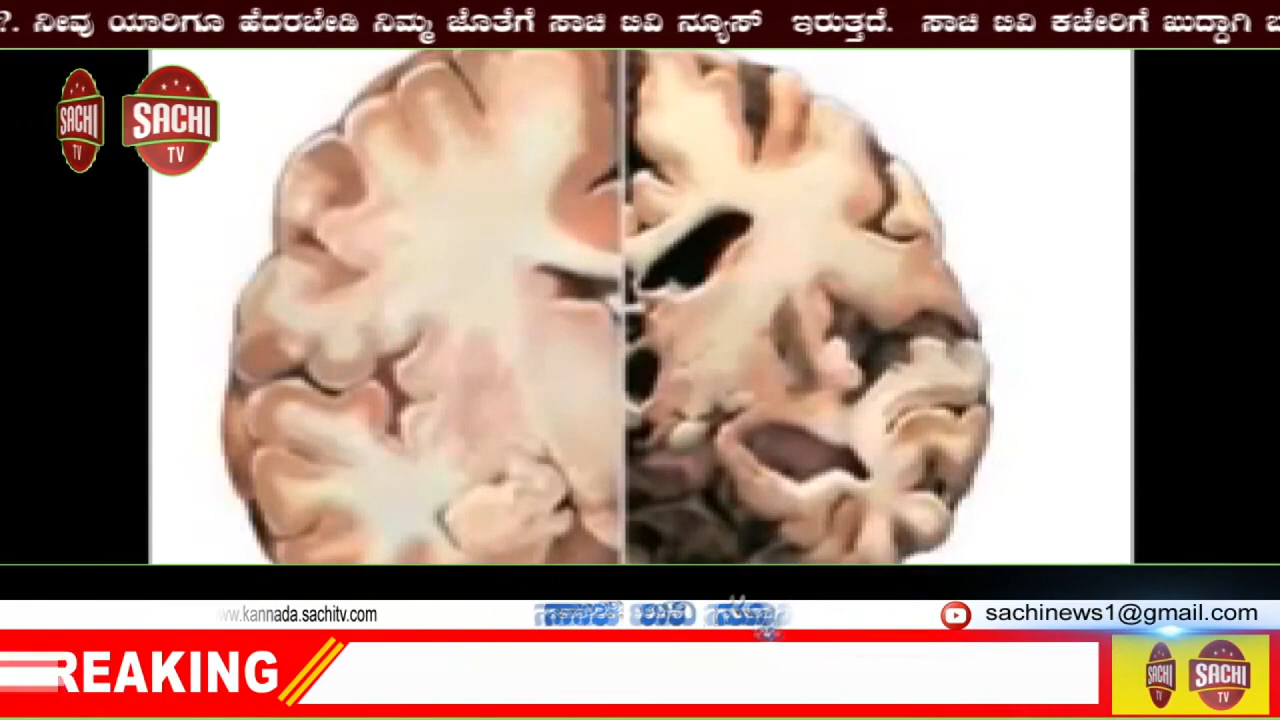 ?. ನೀವು ಯಾರಿಗೂ ಹೆದರಬೇಡಿ ನಿಮ್ಮ ಜೊತೆಗೆ ಸಾಚಿ ಟಿವಿ ನ್ಯೂಸ್ ಇರುತ್ತದೆ. ಸಾಚಿ ಟಿವಿ ಕಚೇರಿಗೆ ಖುದ್ದಾಗಿ
SACHI TV
SACHI TV
www.kannada.sachitv.com
sachinews1@gmail.com
REAKING
SACHI TV
SACHI TV